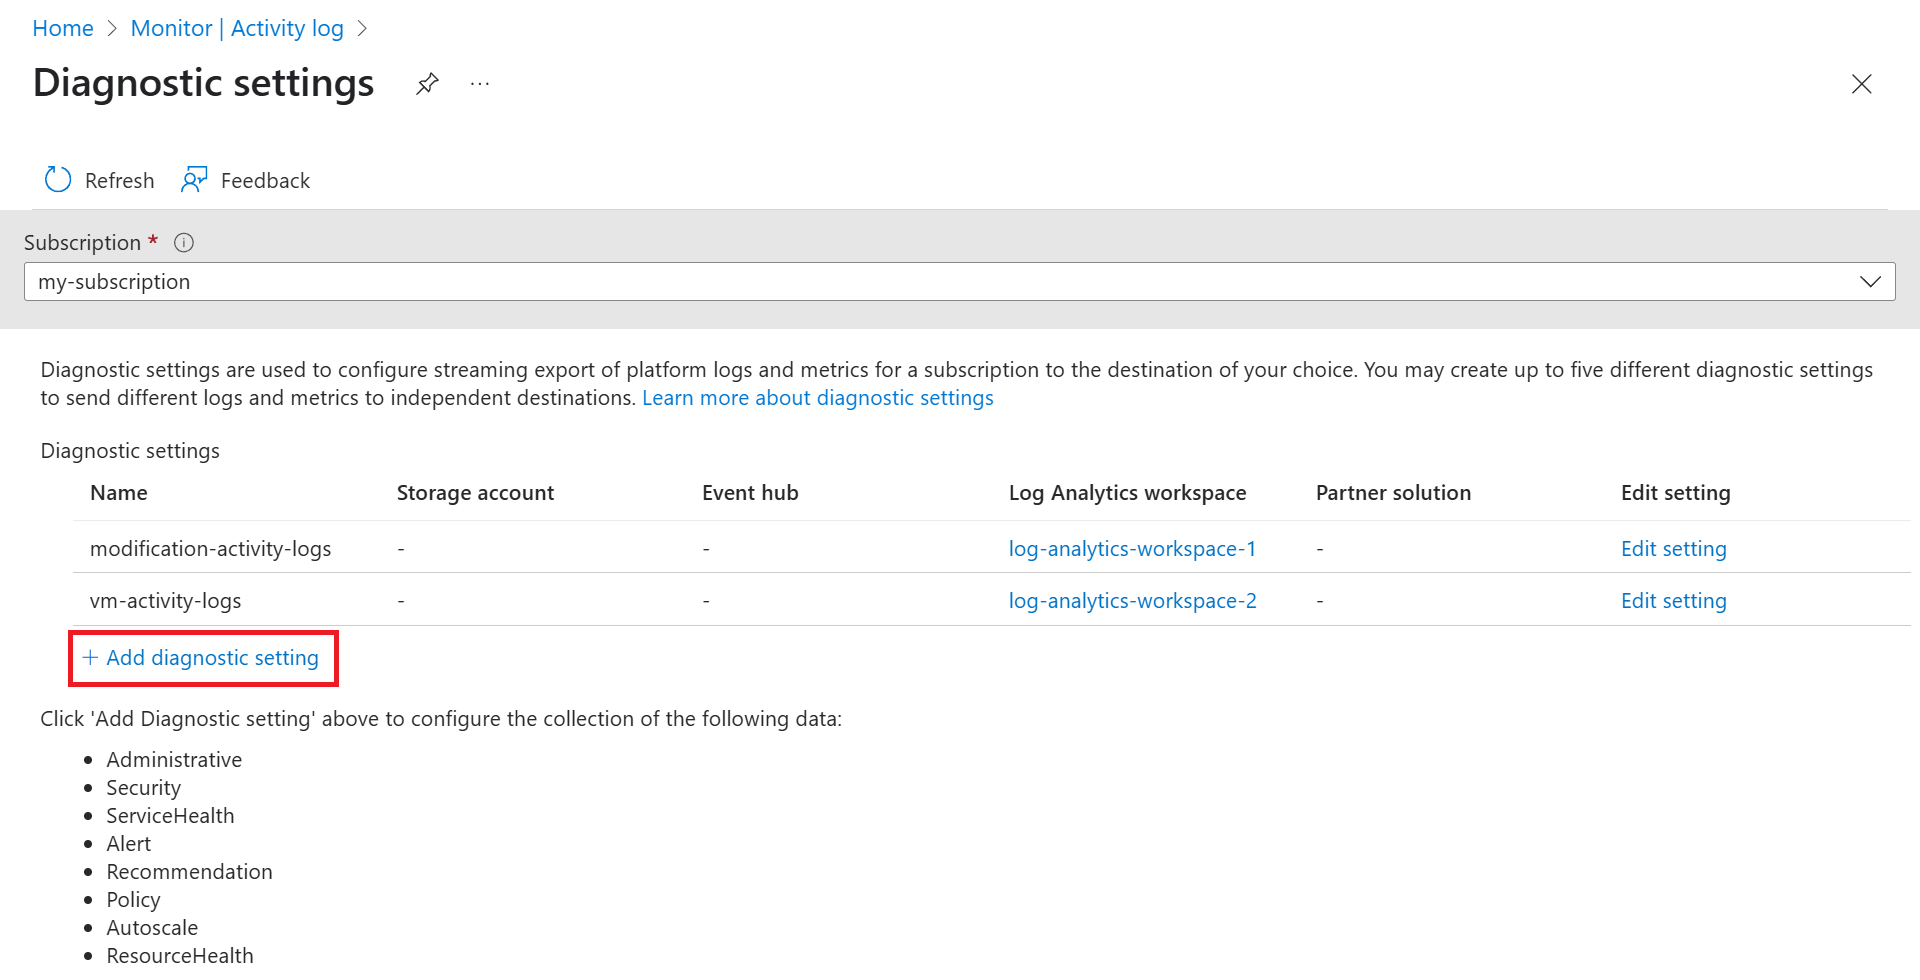 Home > Monitor | Activity log >
Diagnostic settings ...
Refresh Feedback
Subscription *
my-subscription
Diagnostic settings are used to configure streaming export of platform logs and metrics for a subscription to the destination of your choice. You may create up to five different diagnostic settings
to send different logs and metrics to independent destinations. Learn more about diagnostic settings
Diagnostic settings
Name Storage account Event hub Log Analytics workspace Partner solution Edit setting
modification-activity-logs - - log-analytics-workspace-1 - Edit setting
vm-activity-logs - - log-analytics-workspace-2 - Edit setting
+ Add diagnostic setting
Click 'Add Diagnostic setting' above to configure the collection of the following data:
• Administrative
• Security
• ServiceHealth
• Alert
• Recommendation
• Policy
• Autoscale
• ResourceHealth